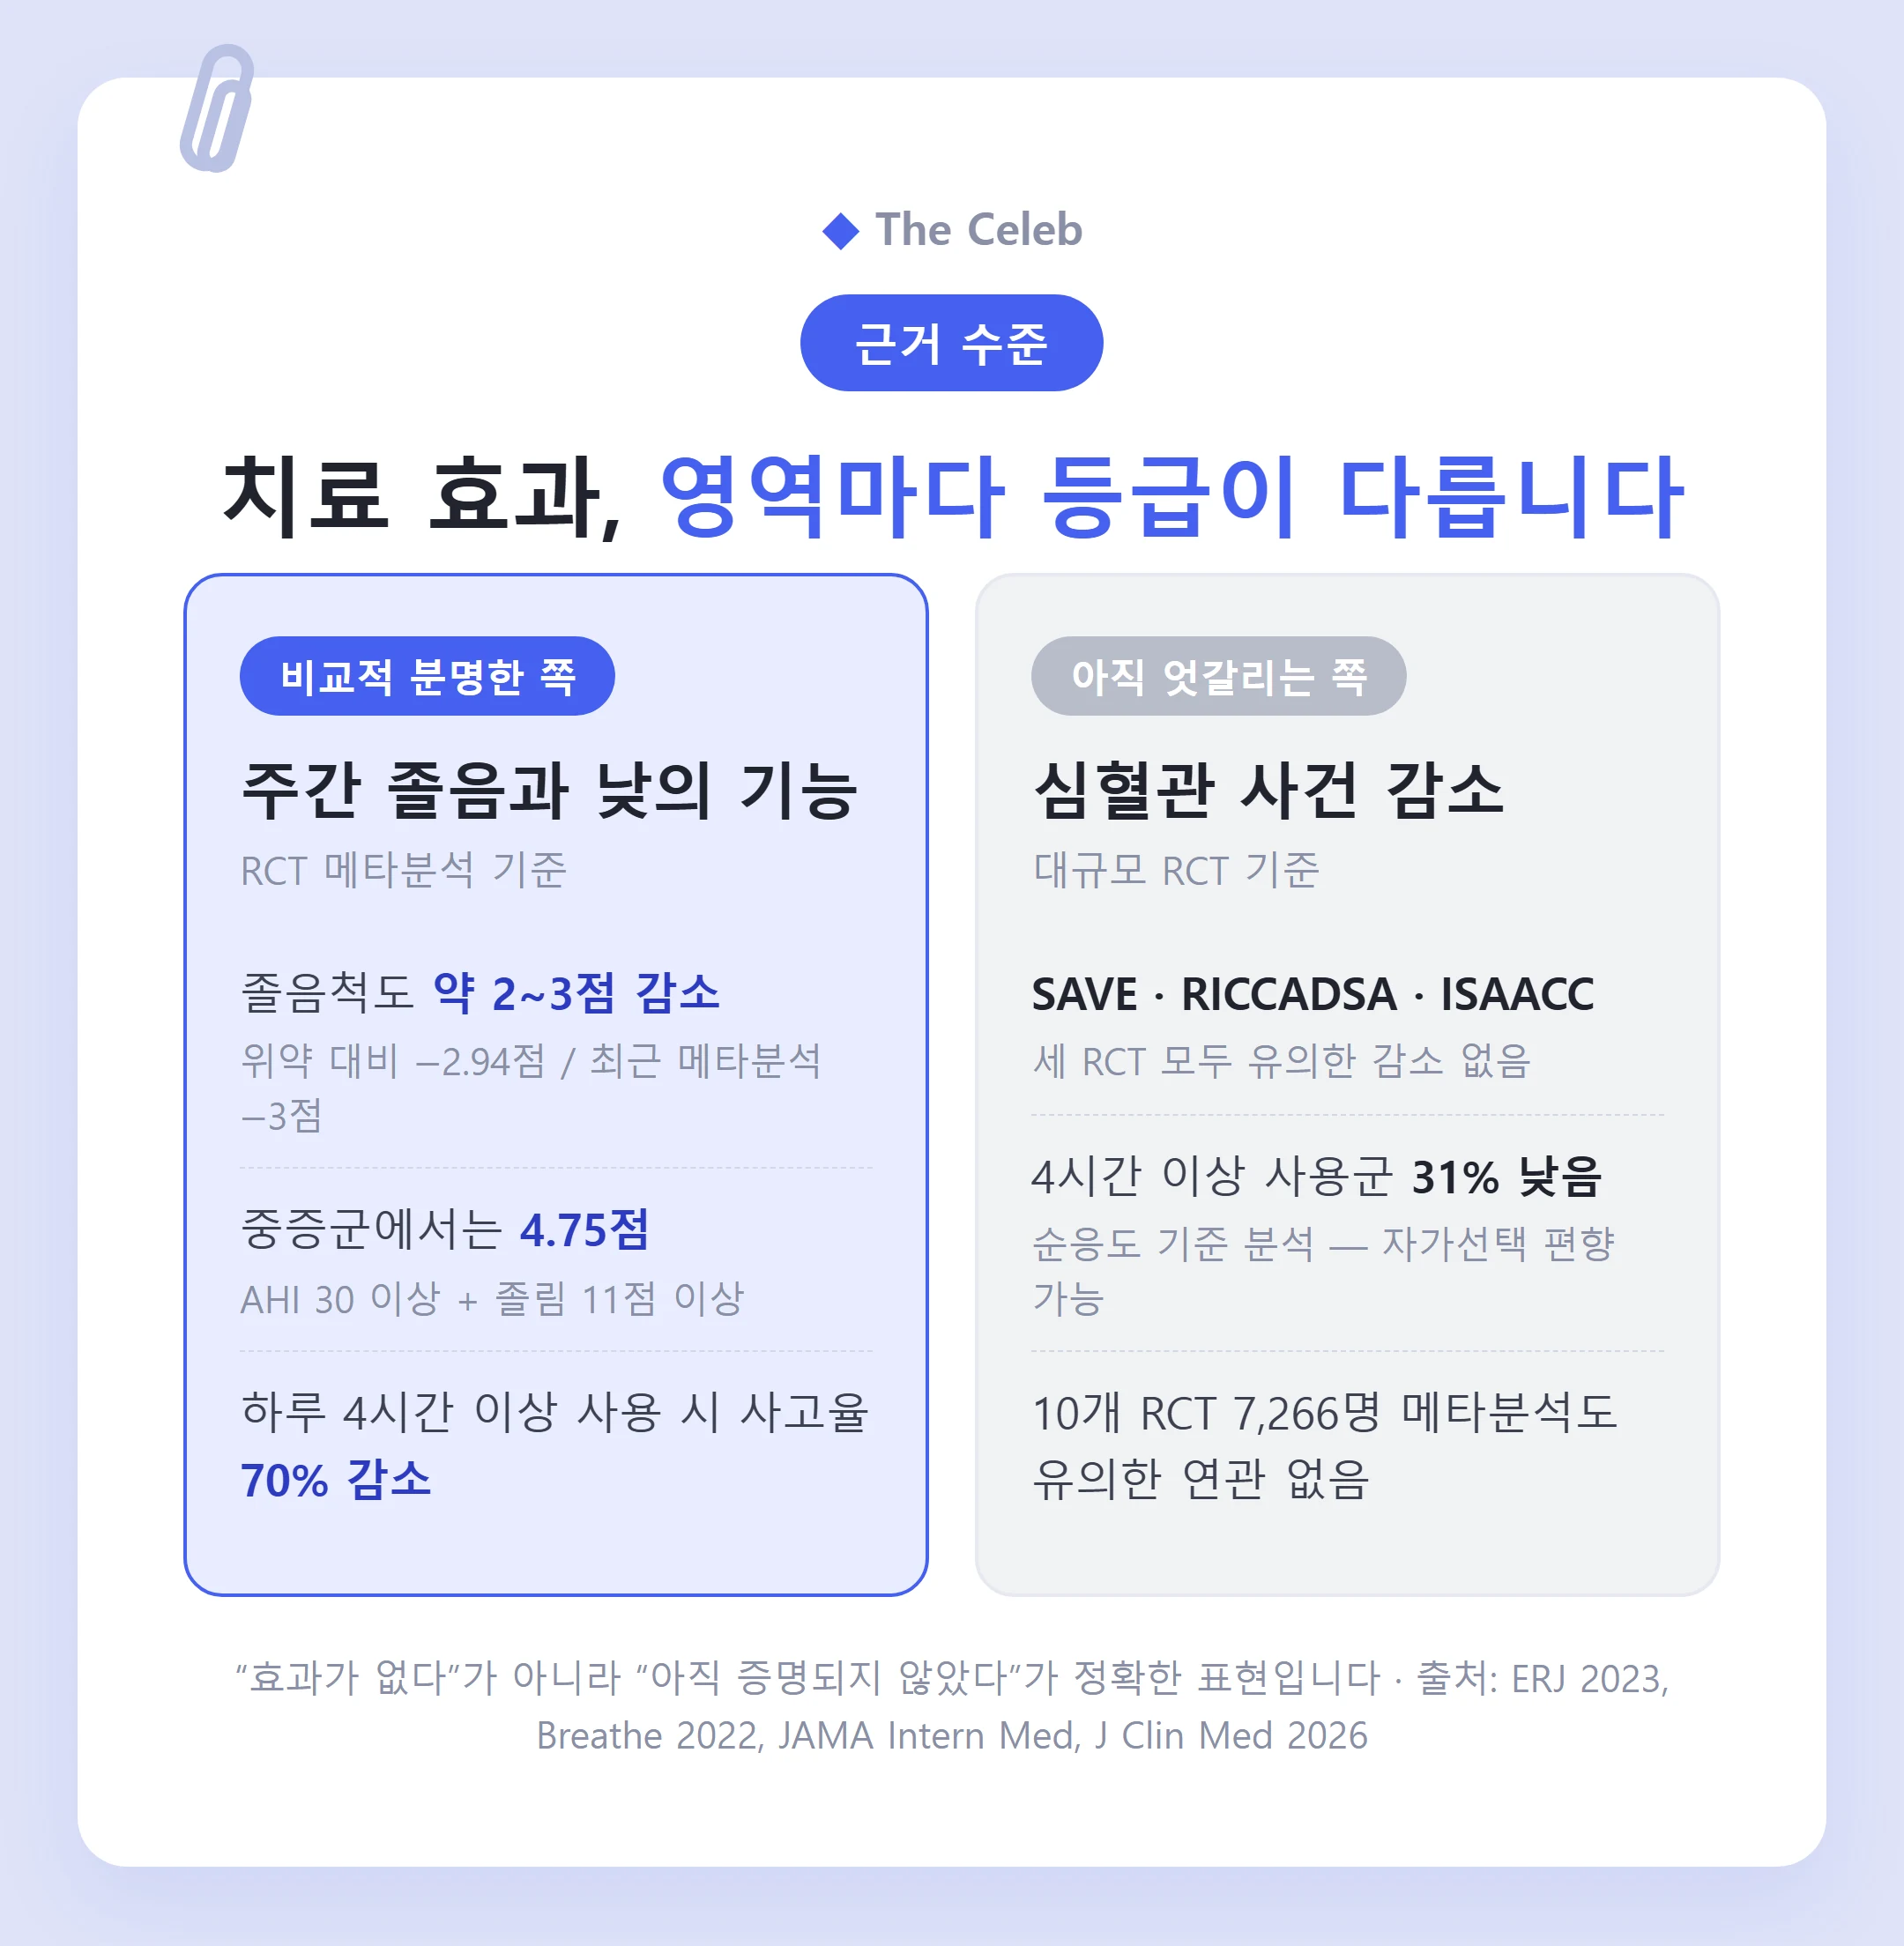 The Celeb
근거 수준
치료 효과, 영역마다 등급이 다릅니다
비교적 분명한 쪽
주간 졸음과 낮의 기능
RCT 메타분석 기준
졸음척도 약 2~3점 감소
위약 대비 −2.94점 / 최근 메타분석
−3점
중증군에서는 4.75점
AHI 30 이상 + 졸림 11점 이상
하루 4시간 이상 사용 시 사고율
70% 감소
아직 엇갈리는 쪽
심혈관 사건 감소
대규모 RCT 기준
SAVE · RICCADSA · ISAACC
세 RCT 모두 유의한 감소 없음
4시간 이상 사용군 31% 낮음
순응도 기준 분석 — 자가선택 편향
가능
10개 RCT 7,266명 메타분석도
유의한 연관 없음
“효과가 없다”가 아니라 “아직 증명되지 않았다”가 정확한 표현입니다 · 출처: ERJ 2023,
Breathe 2022, JAMA Intern Med, J Clin Med 2026